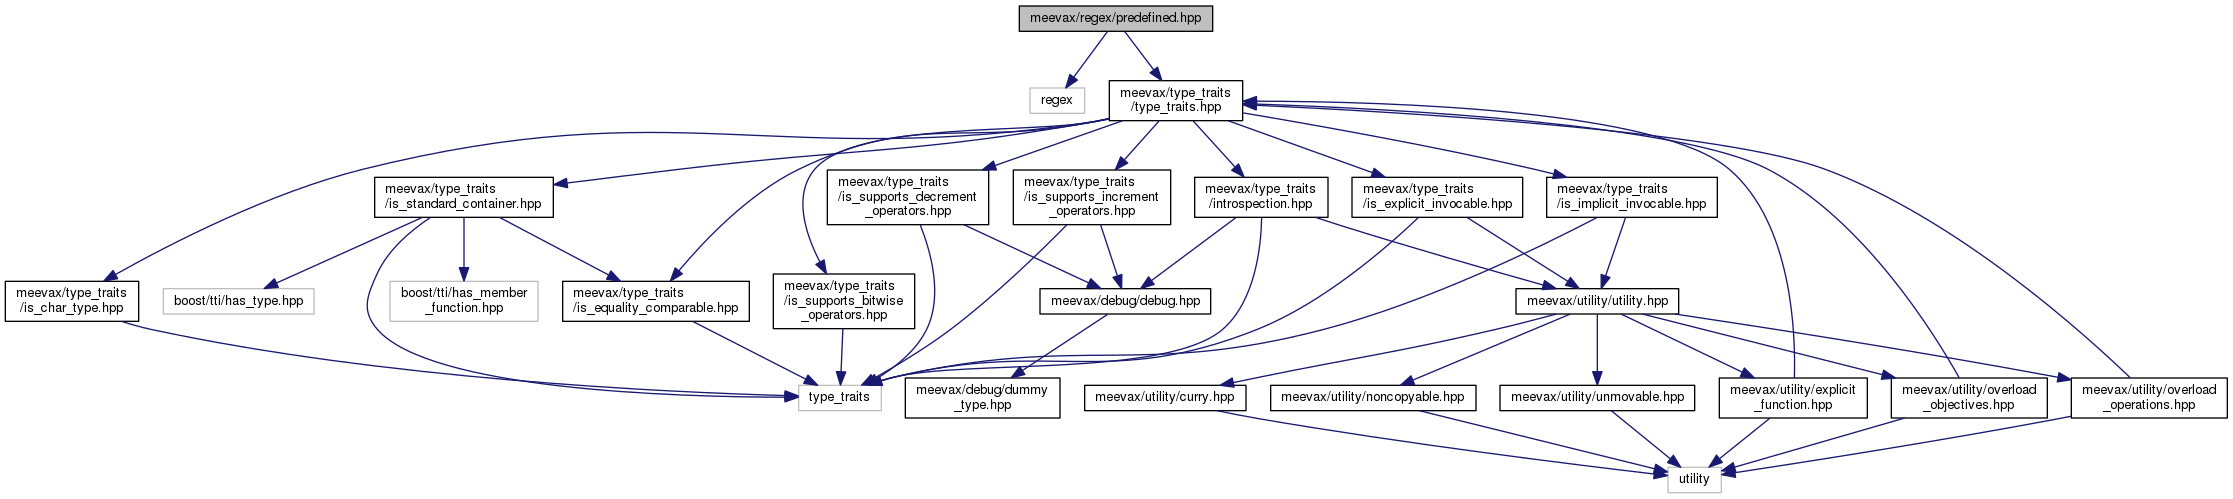 meevax/regex/predefined.hpp
regex
meevax/type_traits
/type_traits.hpp
meevax/type_traits
/is_standard_container.hpp
meevax/type_traits
/is_supports_decrement
_operators.hpp
meevax/type_traits
/is_supports_increment
_operators.hpp
meevax/type_traits
/introspection.hpp
meevax/type_traits
/is_explicit_invocable.hpp
meevax/type_traits
/is_implicit_invocable.hpp
meevax/type_traits
/is_char_type.hpp
boost/tti/has_type.hpp
boost/tti/has_member
_function.hpp
meevax/type_traits
/is_equality_comparable.hpp
meevax/type_traits
/is_supports_bitwise
_operators.hpp
meevax/debug/debug.hpp
meevax/utility/utility.hpp
type_traits
meevax/debug/dummy
_type.hpp
meevax/utility/curry.hpp
meevax/utility/noncopyable.hpp
meevax/utility/unmovable.hpp
meevax/utility/explicit
_function.hpp
meevax/utility/overload
_objectives.hpp
meevax/utility/overload
_operations.hpp
utility